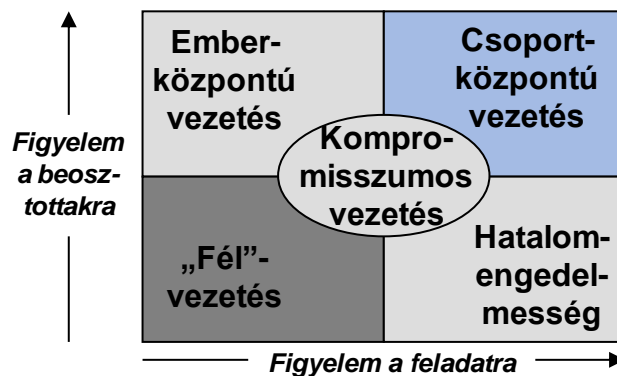 Ember-
központú
vezetés
Csoport-
központú
vezetés
Figyelem
a beosz-
tottakra
Kompro-
misszumos
vezetés
„Fél”-
vezetés
Hatalom-
engedel-
messég
Figyelem a feladatra